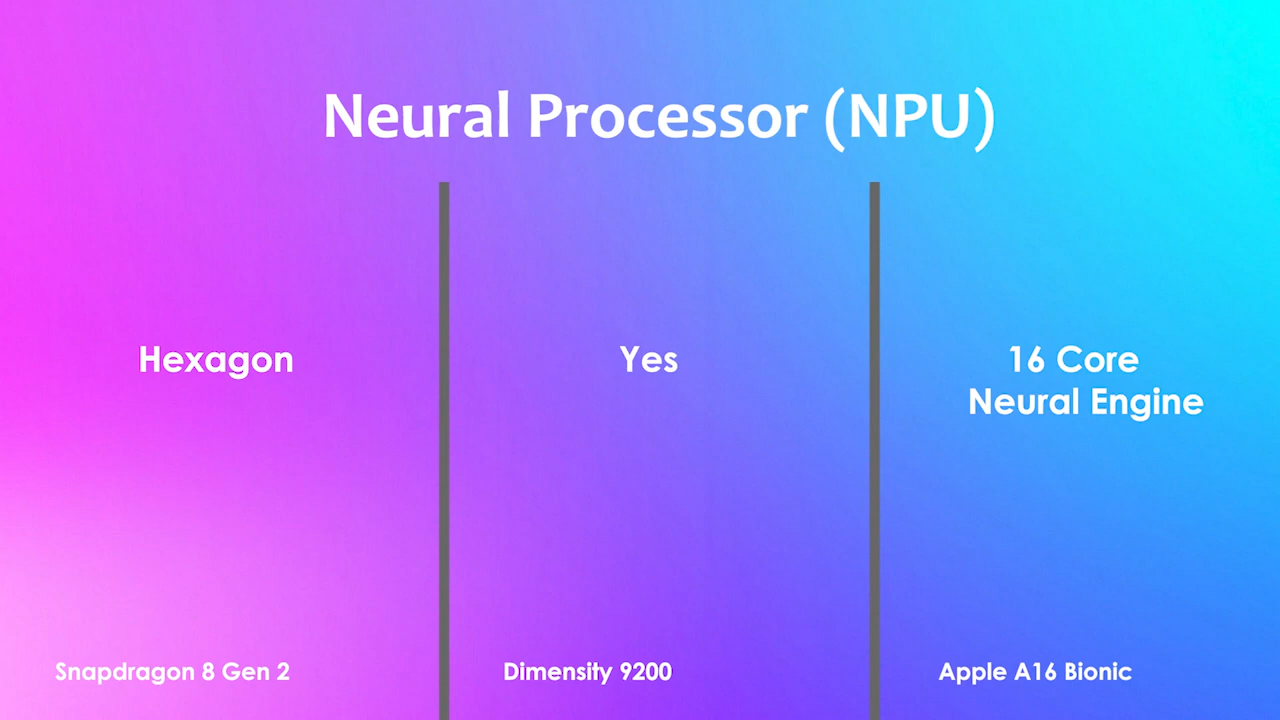 Neural Processor (NPU)
Hexagon
Yes
16 Core
Neural Engine
Snapdragon 8 Gen 2
Dimensity 9200
Apple A16 Bionic